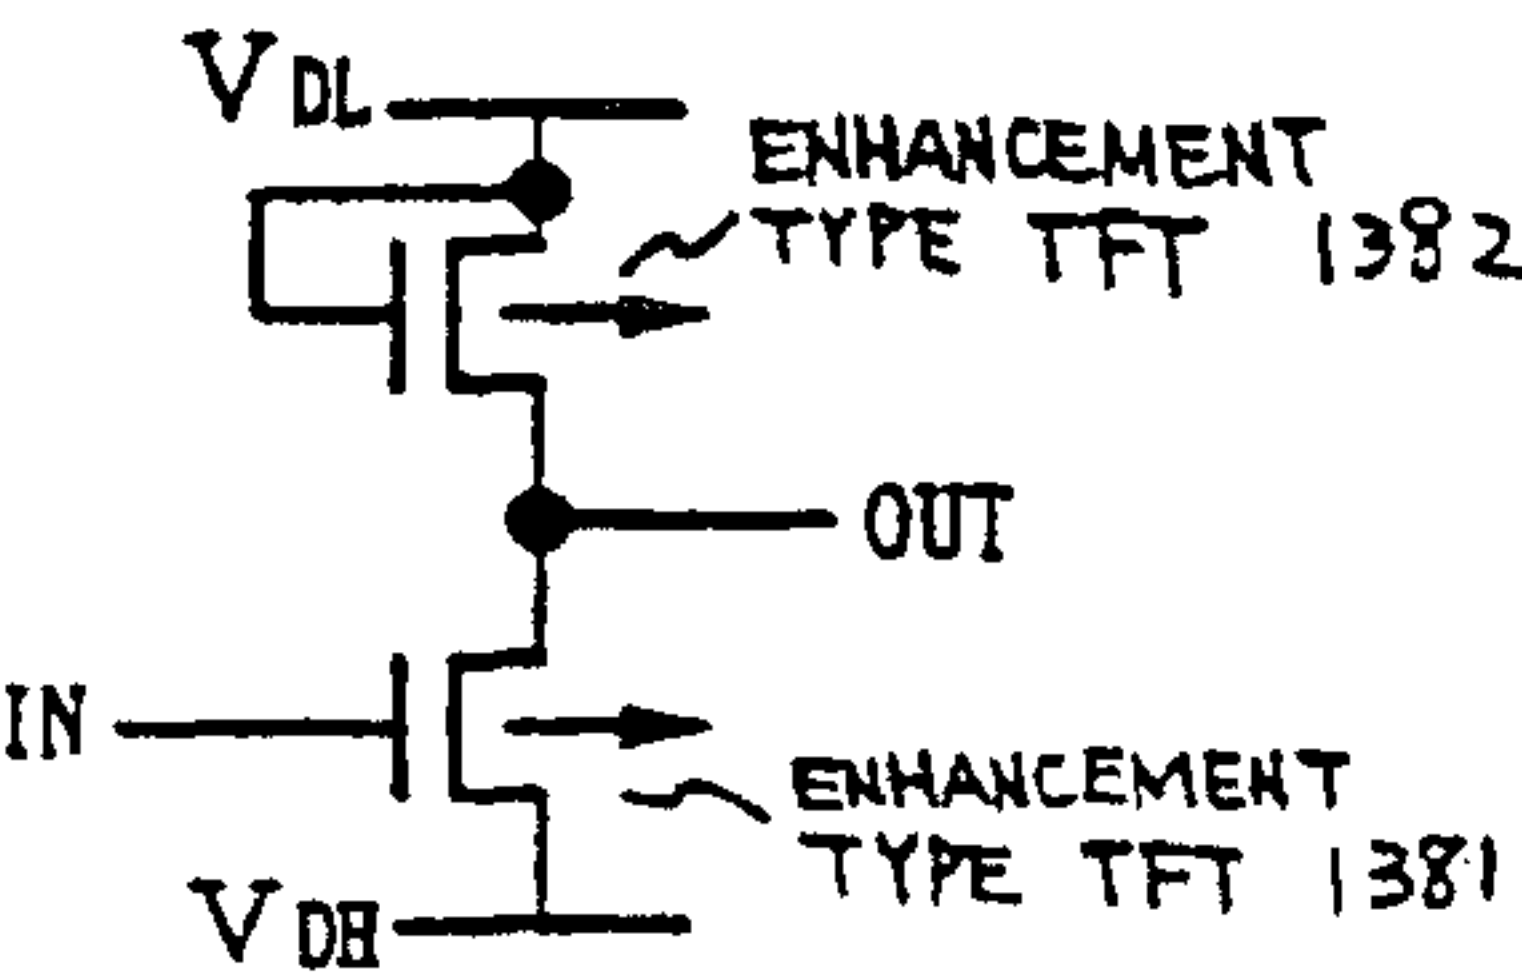 VDL
ENHANCEMENT
TYPE TFT 1382
OUT
IN
ENHANCEMENT
TYPE TFT 1381
VDH